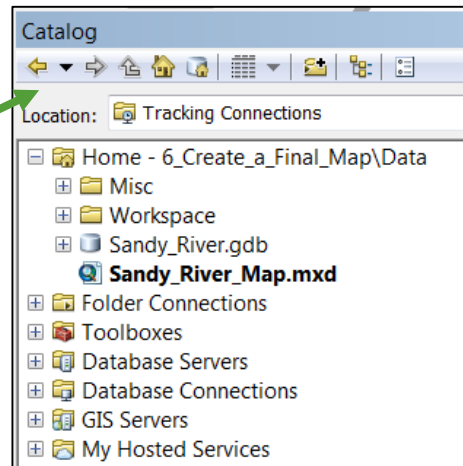 Catalog
Location: Tracking Connections
Home - 6_Create_a_Final_Map\Data
Misc
Workspace
Sandy_River.gdb
Sandy_River_Map.mxd
Folder Connections
Toolboxes
Database Servers
Database Connections
GIS Servers
My Hosted Services